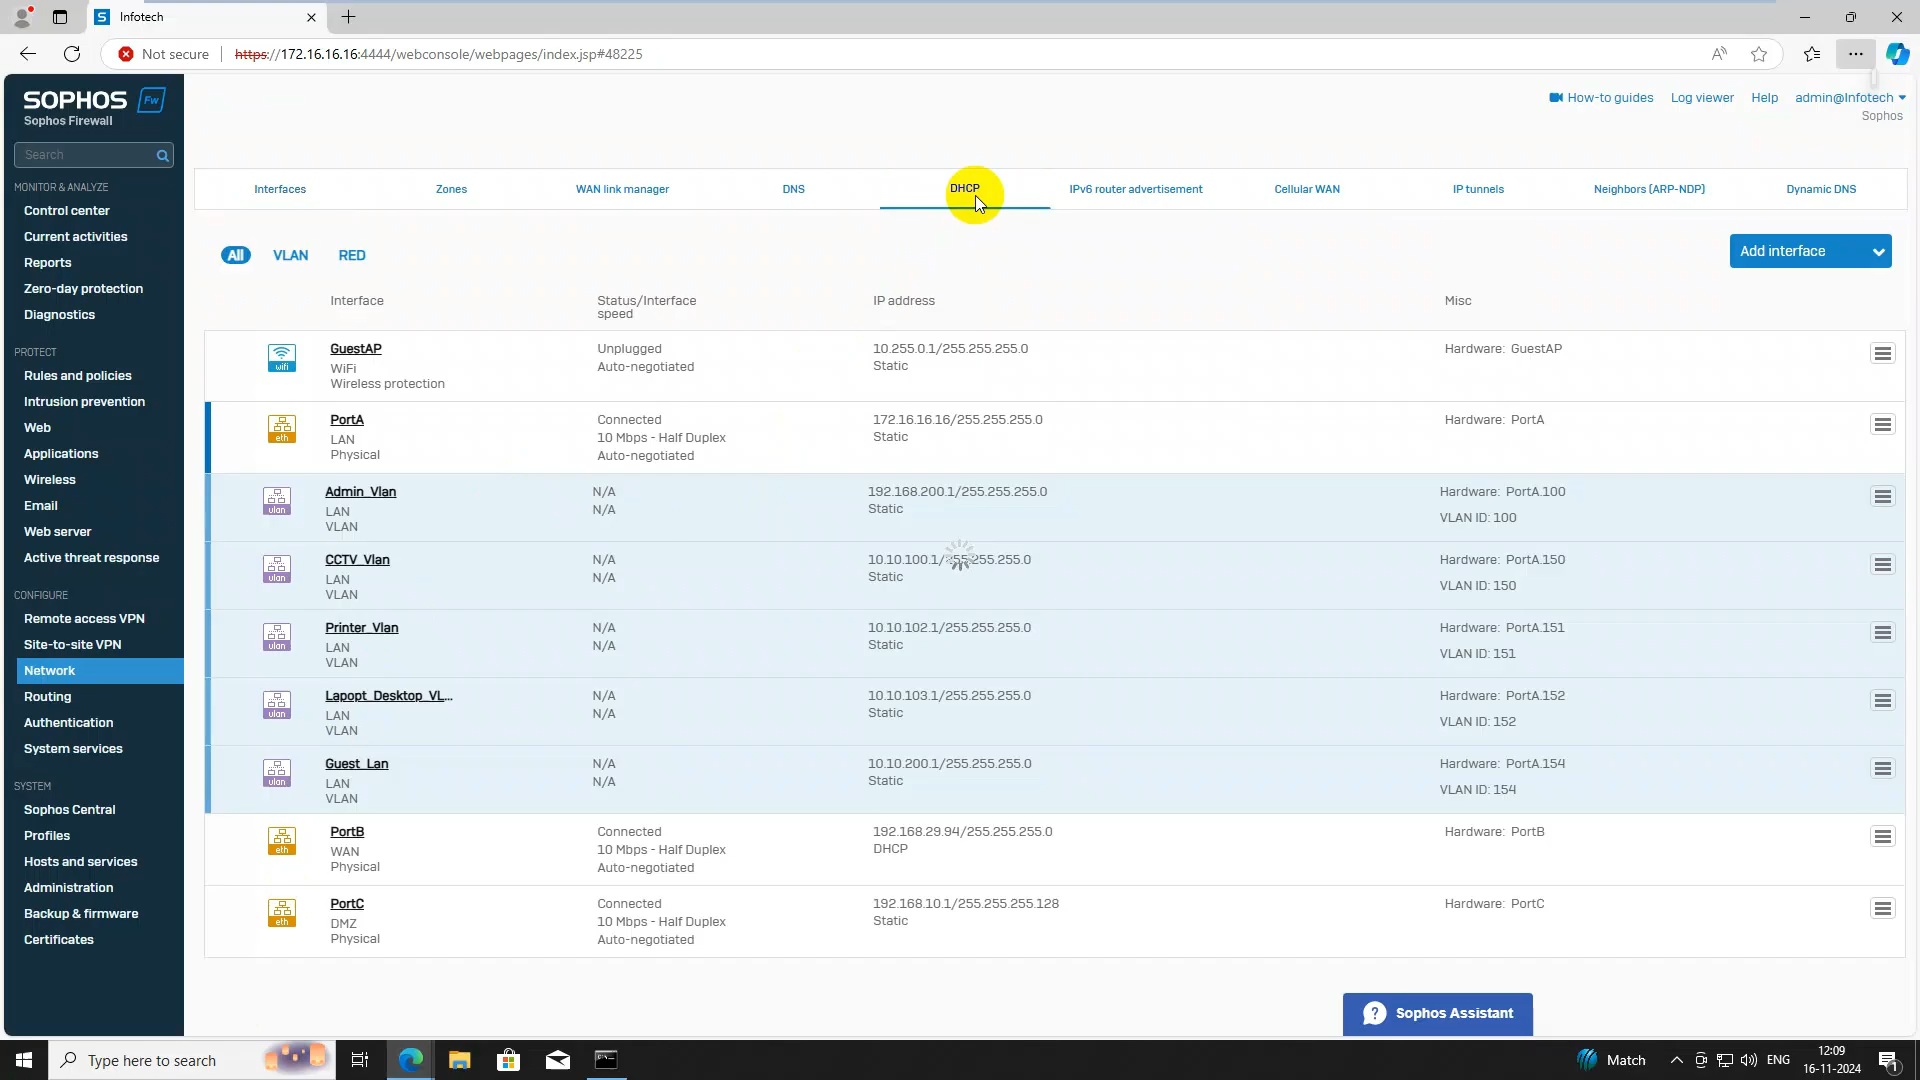 Infotech
Not secure
https://172.16.16.16:4444/webconsole/webpages/index.jsp#48225
SOPHOS Fw
Sophos Firewall
Search
MONITOR & ANALYZE
Control center
Current activities
Reports
Zero-day protection
Diagnostics
PROTECT
Rules and policies
Intrusion prevention
Web
Applications
Wireless
Email
Web server
Active threat response
CONFIGURE
Remote access VPN
Site-to-site VPN
Network
Routing
Authentication
System services
SYSTEM
Sophos Central
Profiles
Hosts and services
Administration
Backup & firmware
Certificates
How-to guides Log viewer Help admin@Infotech
Sophos
Interfaces Zones WAN link manager DNS DHCP IPv6 router advertisement Cellular WAN IP tunnels Neighbors (ARP-NDP) Dynamic DNS
All VLAN RED
Add interface
Interface Status/Interface speed IP address Misc
wifi
GuestAP Unplugged 10.255.0.1/255.255.255.0 Hardware: GuestAP
WiFi Auto-negotiated Static
Wireless protection
eth
PortA Connected 172.16.16.16/255.255.255.0 Hardware: PortA
LAN 10 Mbps - Half Duplex Static
Physical Auto-negotiated
vlan
Admin_Vlan N/A 192.168.200.1/255.255.255.0 Hardware: PortA.100
LAN N/A Static VLAN ID: 100
VLAN
vlan
CCTV_Vlan N/A 10.10.100.1/255.255.255.0 Hardware: PortA.150
LAN N/A Static VLAN ID: 150
VLAN
vlan
Printer_Vlan N/A 10.10.102.1/255.255.255.0 Hardware: PortA.151
LAN N/A Static VLAN ID: 151
VLAN
vlan
Lapopt_Desktop_VL... N/A 10.10.103.1/255.255.255.0 Hardware: PortA.152
LAN N/A Static VLAN ID: 152
VLAN
vlan
Guest_Lan N/A 10.10.200.1/255.255.255.0 Hardware: PortA.154
LAN N/A Static VLAN ID: 154
VLAN
eth
PortB Connected 192.168.29.94/255.255.255.0 Hardware: PortB
WAN 10 Mbps - Half Duplex DHCP
Physical Auto-negotiated
eth
PortC Connected 192.168.10.1/255.255.255.128 Hardware: PortC
DMZ 10 Mbps - Half Duplex Static
Physical Auto-negotiated
? Sophos Assistant
Type here to search
Match
ENG
12:09
16-11-2024
1